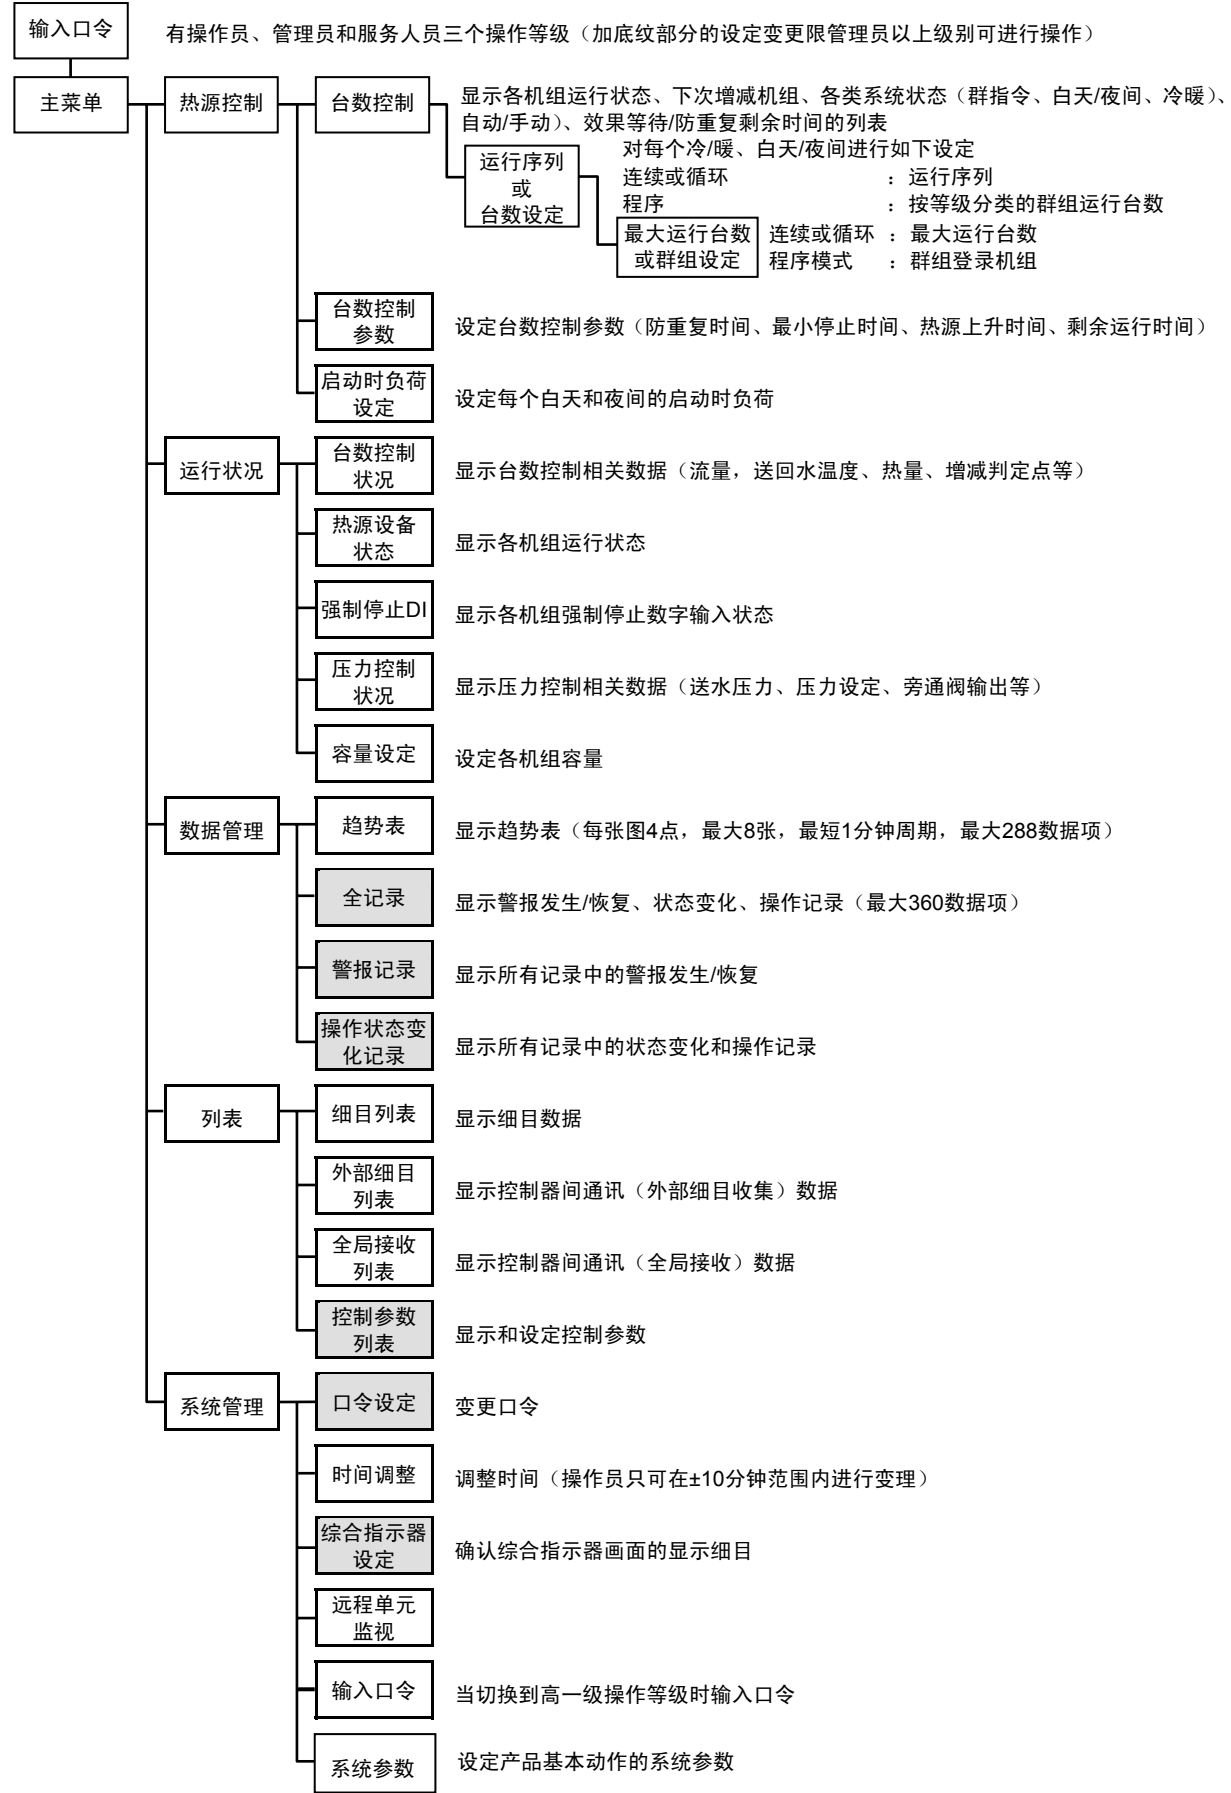 输入口令
有操作员、管理员和服务人员三个操作等级（加底纹部分的设定变更限管理员以上级别可进行操作）
主菜单
热源控制
台数控制
显示各机组运行状态、下次增减机组、各类系统状态（群指令、白天/夜间、冷暖）、
自动/手动）、效果等待/防重复剩余时间的列表
运行序列
或
台数设定
对每个冷/暖、白天/夜间进行如下设定
连续或循环 ：运行序列
程序 ：按等级分类的群组运行台数
最大运行台数
或群组设定
连续或循环 ：最大运行台数
程序模式 ：群组登录机组
台数控制
参数
设定台数控制参数（防重复时间、最小停止时间、热源上升时间、剩余运行时间）
启动时负荷
设定
设定每个白天和夜间的启动时负荷
运行状况
台数控制
状况
显示台数控制相关数据（流量，送回水温度、热量、增减判定点等）
热源设备
状态
显示各机组运行状态
强制停止DI
显示各机组强制停止数字输入状态
压力控制
状况
显示压力控制相关数据（送水压力、压力设定、旁通阀输出等）
容量设定
设定各机组容量
数据管理
趋势表
显示趋势表（每张图4点，最大8张，最短1分钟周期，最大288数据项）
全记录
显示警报发生/恢复、状态变化、操作记录（最大360数据项）
警报记录
显示所有记录中的警报发生/恢复
操作状态变
化记录
显示所有记录中的状态变化和操作记录
列表
细目列表
显示细目数据
外部细目
列表
显示控制器间通讯（外部细目收集）数据
全局接收
列表
显示控制器间通讯（全局接收）数据
控制参数
列表
显示和设定控制参数
系统管理
口令设定
变更口令
时间调整
调整时间（操作员只可在±10分钟范围内进行变理）
综合指示器
设定
确认综合指示器画面的显示细目
远程单元
监视
输入口令
当切换到高一级操作等级时输入口令
系统参数
设定产品基本动作的系统参数